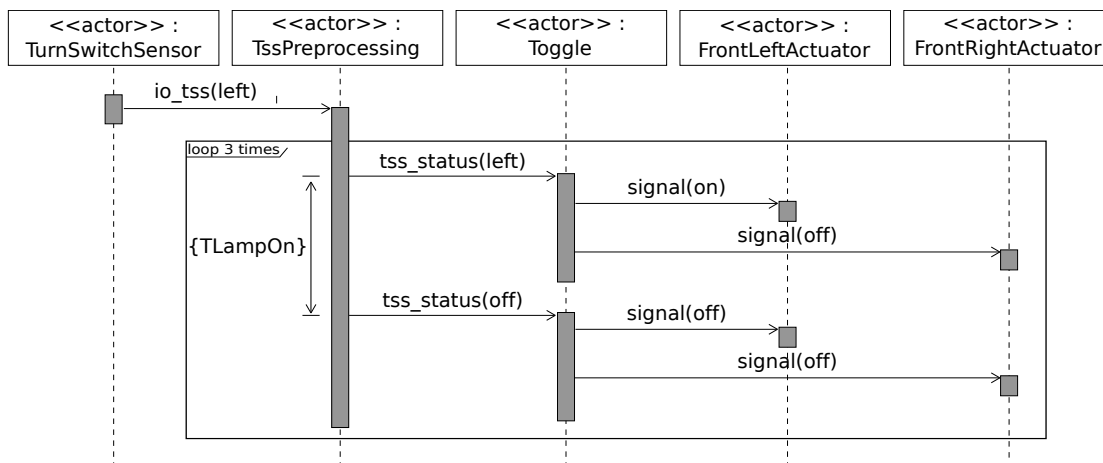 <<actor>> :
TurnSwitchSensor
<<actor>> :
TssPreprocessing
<<actor>> :
Toggle
<<actor>> :
FrontLeftActuator
<<actor>> :
FrontRightActuator
io_tss(left)
loop 3 times
tss_status(left)
signal(on)
signal(off)
{TLampOn}
tss_status(off)
signal(off)
signal(off)